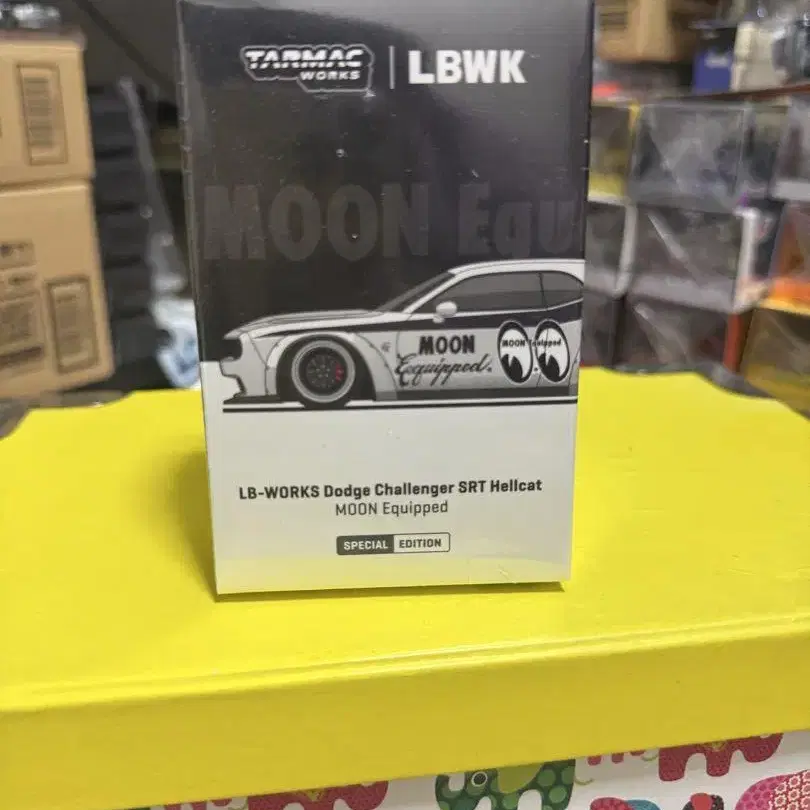 TARMAC WORKS | LBWK
MOON Equ
MOON
Equipped.
MOON Equipped
LB-WORKS Dodge Challenger SRT Hellcat
MOON Equipped
SPECIAL EDITION